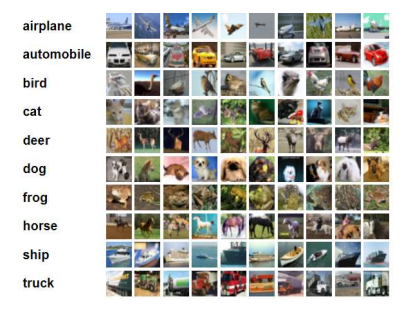 airplane
automobile
bird
cat
deer
dog
frog
horse
ship
truck